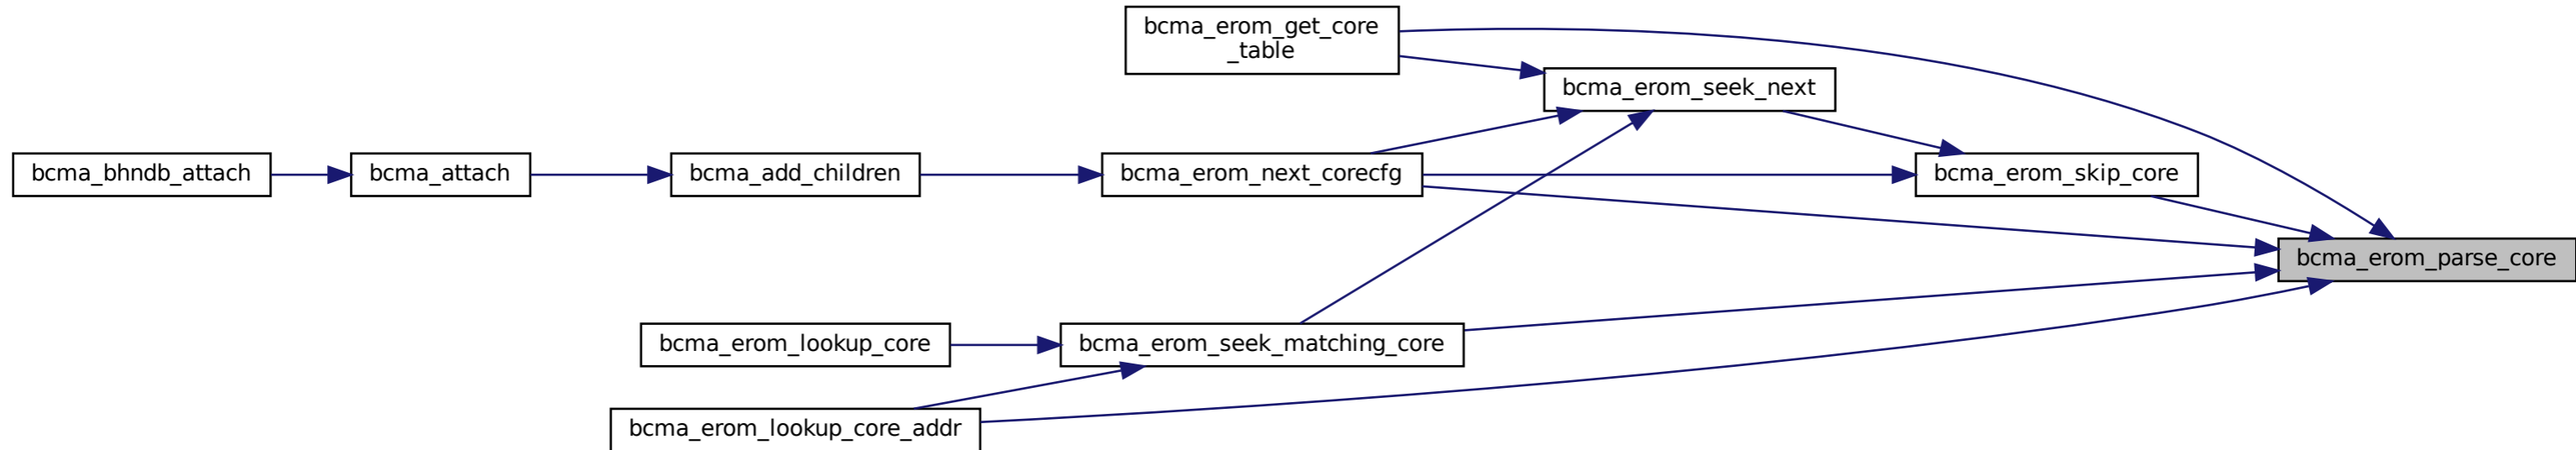 bcma_erom_get_core
_table
bcma_erom_seek_next
bcma_bhndb_attach
bcma_attach
bcma_add_children
bcma_erom_next_corecfg
bcma_erom_skip_core
bcma_erom_parse_core
bcma_erom_lookup_core
bcma_erom_seek_matching_core
bcma_erom_lookup_core_addr